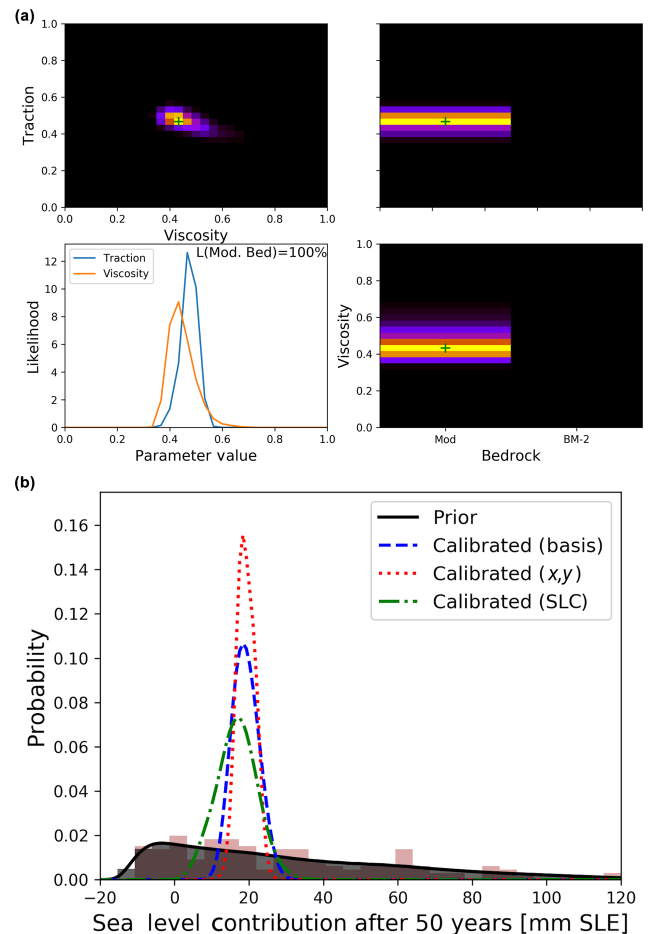 (a)
1.0
0.8
0.6
0.4
0.2
0.0
Traction
0.0 0.2 0.4 0.6 0.8 1.0
Viscosity
12
10
8
6
4
2
0
Likelihood
Traction
Viscosity
L(Mod. Bed)=100%
0.0 0.2 0.4 0.6 0.8 1.0
Parameter value
1.0
0.8
0.6
0.4
0.2
0.0
Viscosity
Mod BM-2
Bedrock
(b)
0.16
0.14
0.12
0.10
0.08
0.06
0.04
0.02
0.00
Probability
Prior
Calibrated (basis)
Calibrated (x,y)
Calibrated (SLC)
−20 0 20 40 60 80 100 120
Sea level contribution after 50 years [mm SLE]